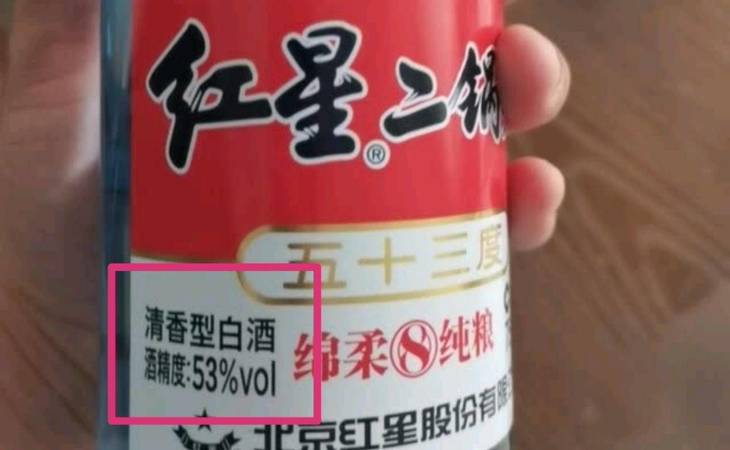 红星二锅
®
五十三度
清香型白酒
酒精度:53%vol
绵柔8纯粮
北京红星股份有限